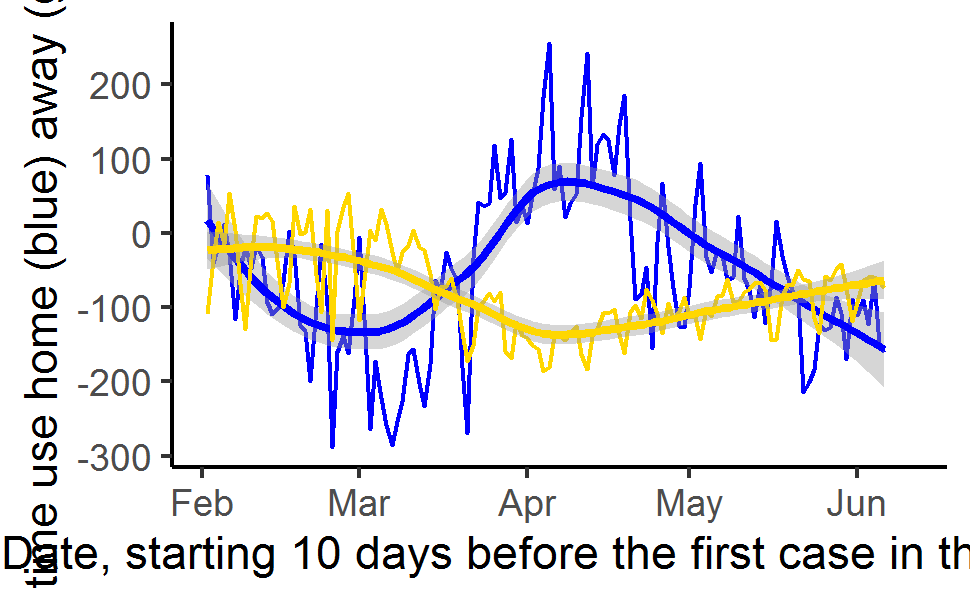 time use home (blue) away (
200
100
0
-100
-200
-300
Feb Mar Apr May Jun
Date, starting 10 days before the first case in th